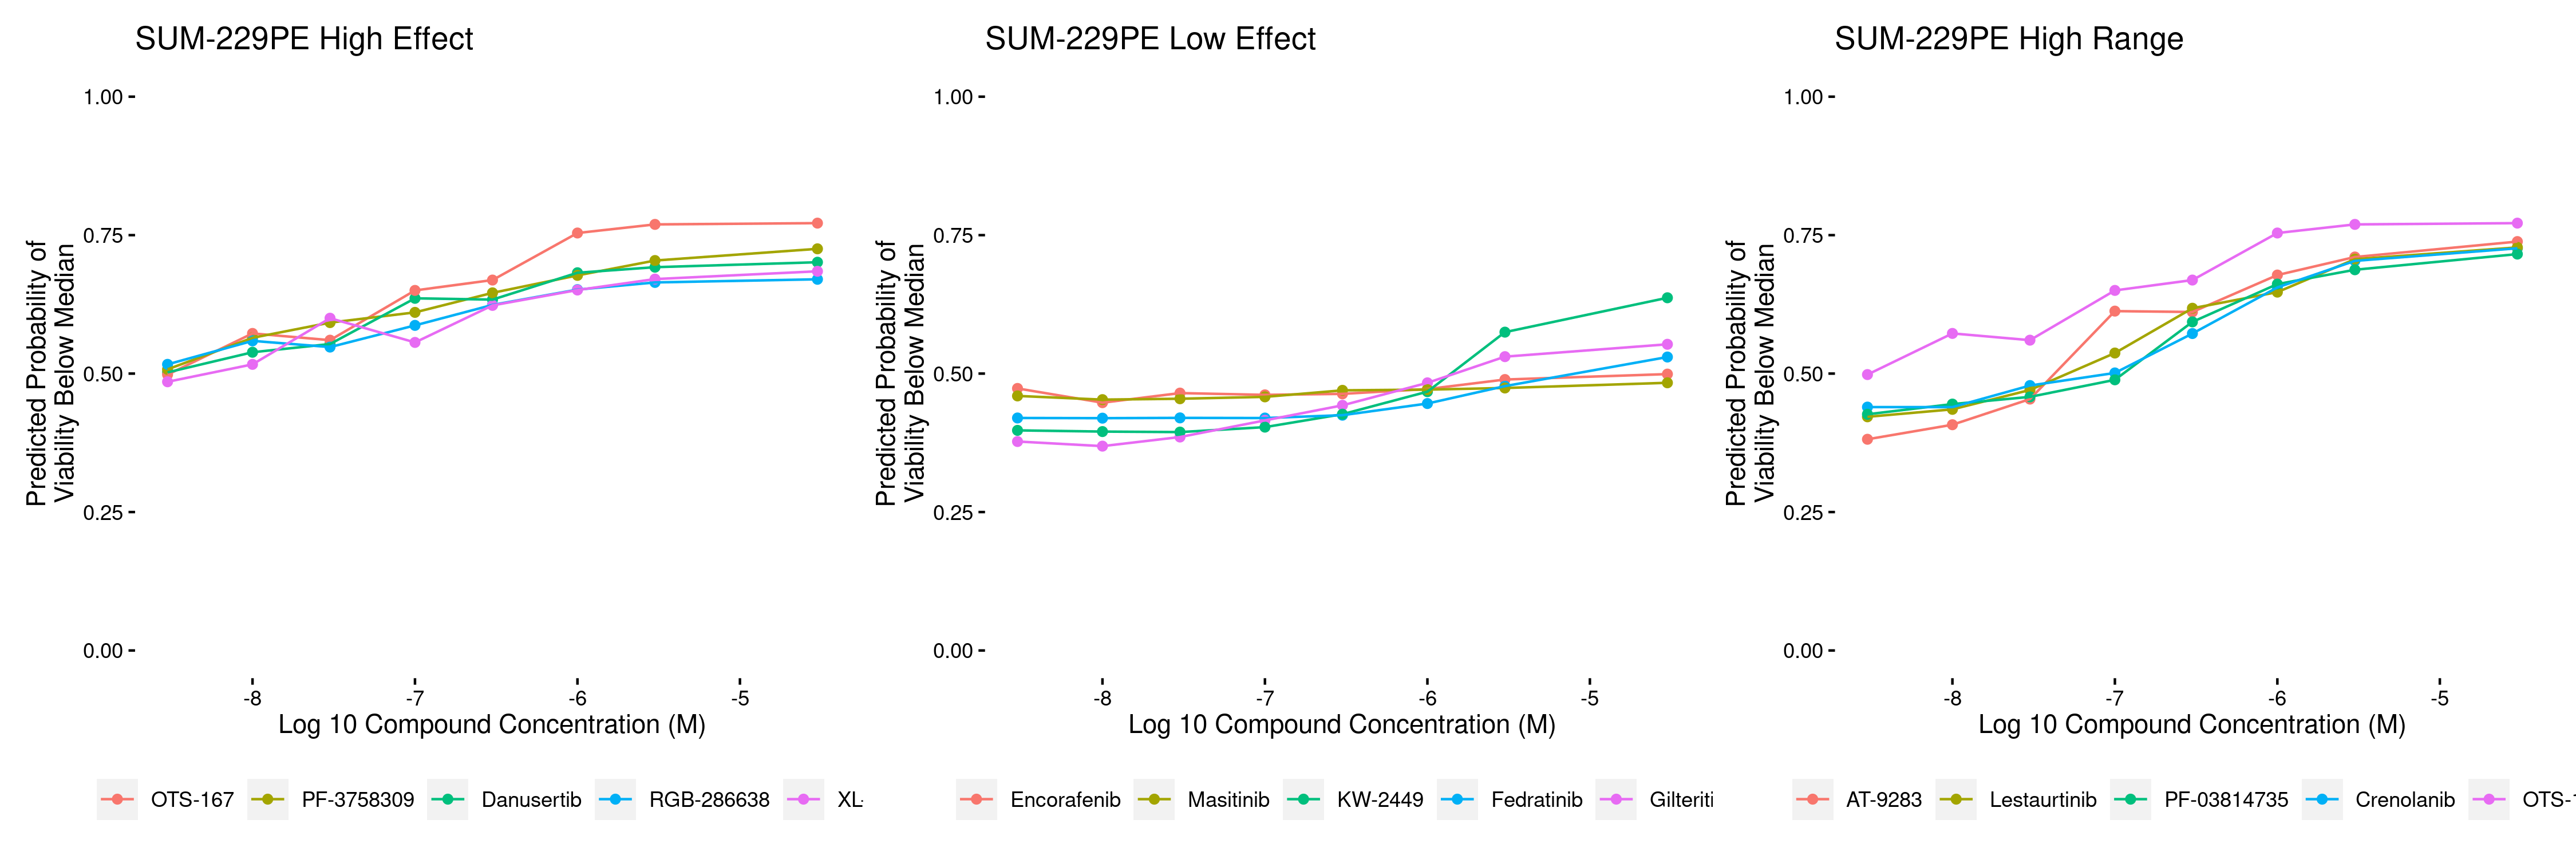 SUM-229PE High Effect
Predicted Probability of
Viability Below Median
1.00
0.75
0.50
0.25
0.00
-8 -7 -6 -5
Log 10 Compound Concentration (M)
OTS-167 PF-3758309 Danusertib RGB-286638 XL-
SUM-229PE Low Effect
Predicted Probability of
Viability Below Median
1.00
0.75
0.50
0.25
0.00
-8 -7 -6 -5
Log 10 Compound Concentration (M)
Encorafenib Masitinib KW-2449 Fedratinib Gilteriti
SUM-229PE High Range
Predicted Probability of
Viability Below Median
1.00
0.75
0.50
0.25
0.00
-8 -7 -6 -5
Log 10 Compound Concentration (M)
AT-9283 Lestaurtinib PF-03814735 Crenolanib OTS-1